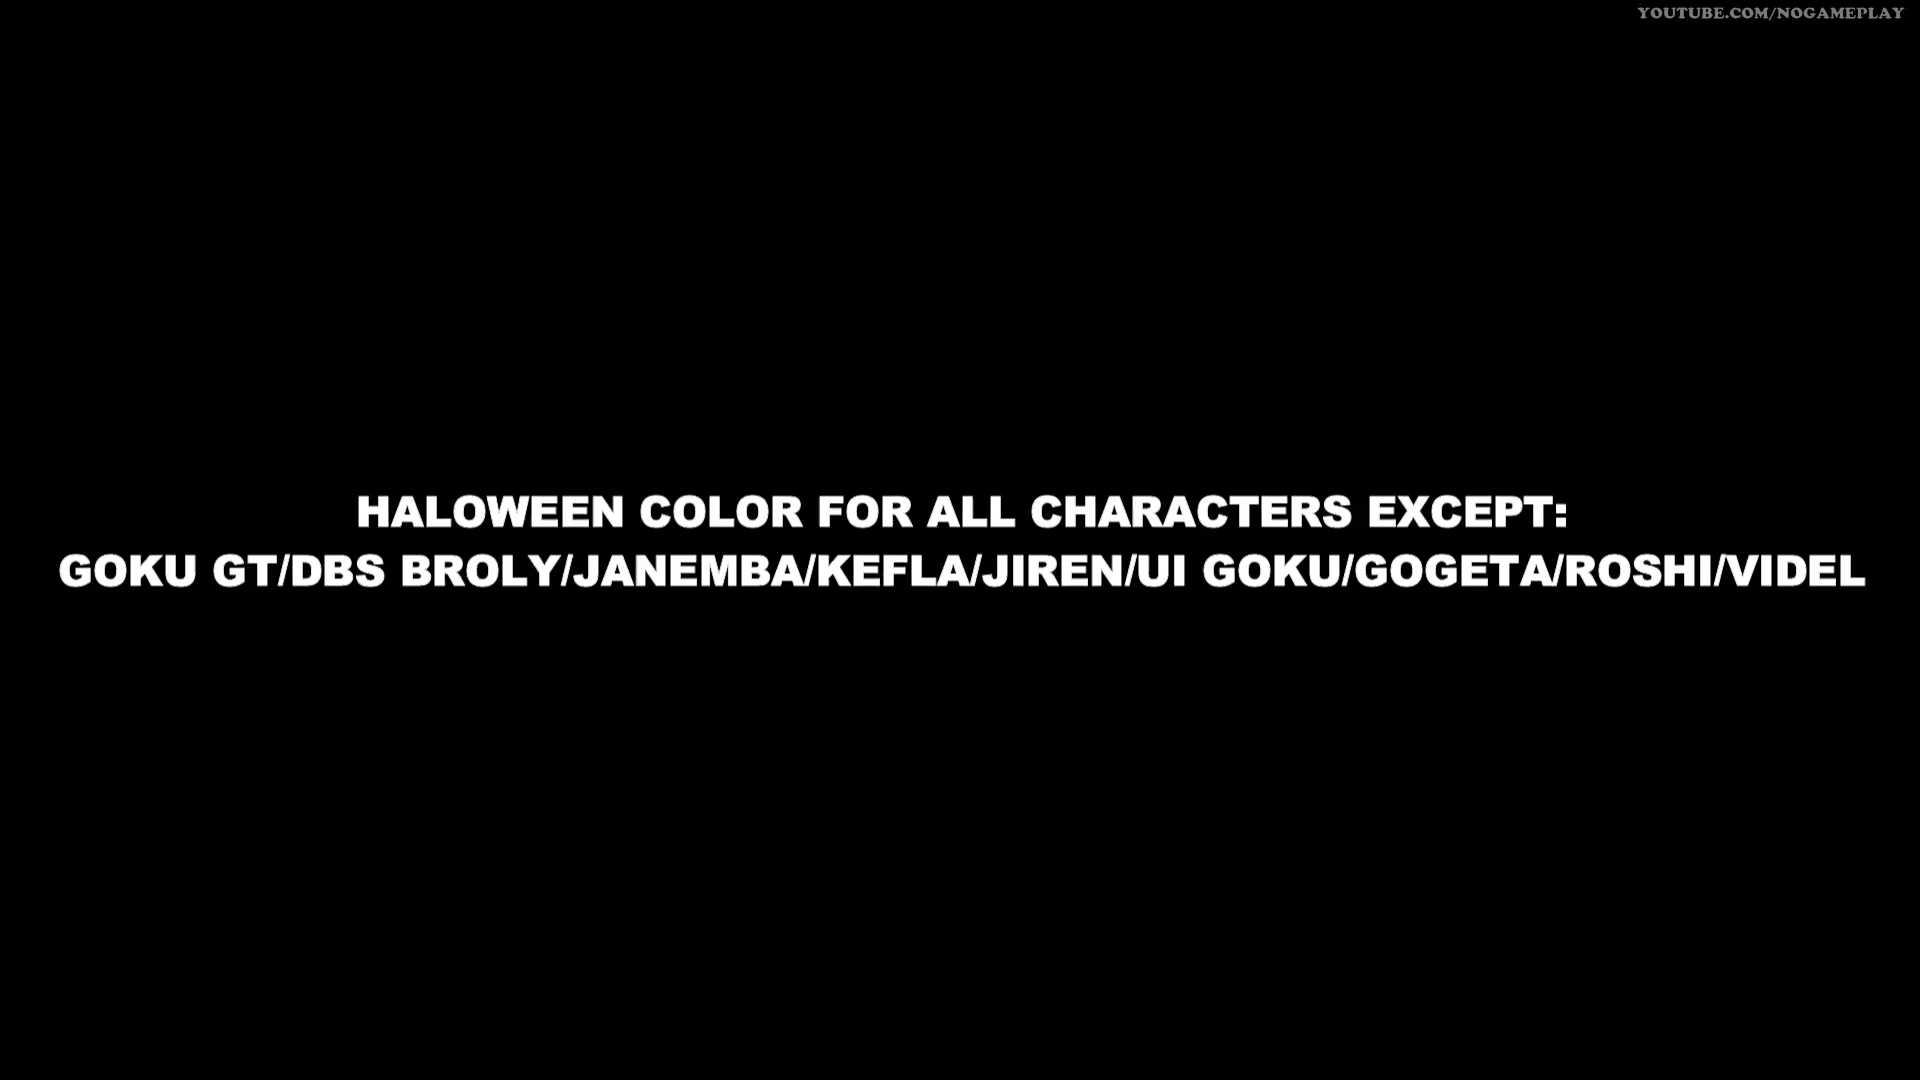 YOUTUBE.COM/NOGAMEPLAY
HALOWEEN COLOR FOR ALL CHARACTERS EXCEPT:
GOKU GT/DBS BROLY/JANEMBA/KEFLA/JIREN/UI GOKU/GOGETA/ROSHI/VIDEL